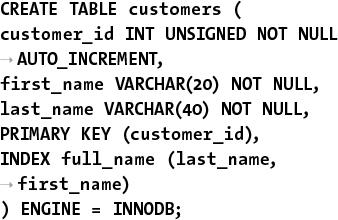 CREATE TABLE customers (
customer_id INT UNSIGNED NOT NULL
→ AUTO_INCREMENT,
first_name VARCHAR(20) NOT NULL,
last_name VARCHAR(40) NOT NULL,
PRIMARY KEY (customer_id),
INDEX full_name (last_name,
→ first_name)
) ENGINE = INNODB;